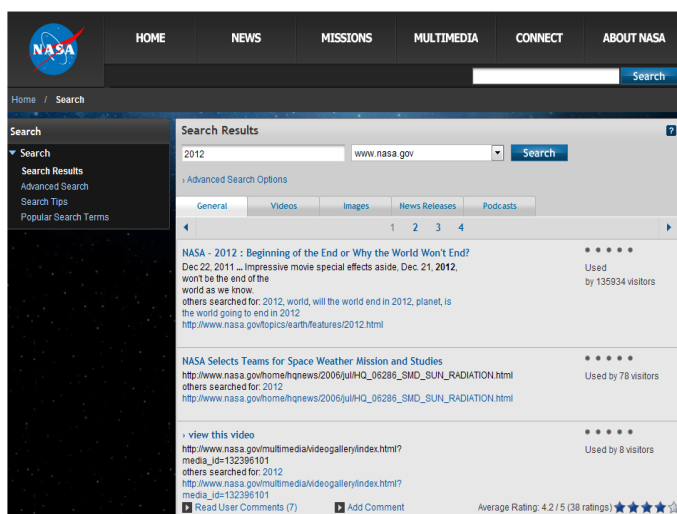 NASA
HOME NEWS MISSIONS MULTIMEDIA CONNECT ABOUT NASA
Search
Home / Search
Search
Search
Search Results
Advanced Search
Search Tips
Popular Search Terms
Search Results ?
2012 www.nasa.gov Search
› Advanced Search Options
General Videos Images News Releases Podcasts
1 2 3 4
NASA - 2012 : Beginning of the End or Why the World Won't End?
Dec 22, 2011 ... Impressive movie special effects aside, Dec. 21, 2012,
won't be the end of the
world as we know.
others searched for: 2012, world, will the world end in 2012, planet, is
the world going to end in 2012
http://www.nasa.gov/topics/earth/features/2012.html
Used
by 135934 visitors
NASA Selects Teams for Space Weather Mission and Studies
http://www.nasa.gov/home/hqnews/2006/jul/HQ_06286_SMD_SUN_RADIATION.html
others searched for: 2012
http://www.nasa.gov/home/hqnews/2006/jul/HQ_06286_SMD_SUN_RADIATION.html
Used by 78 visitors
› view this video
http://www.nasa.gov/multimedia/videogallery/index.html?
media_id=132396101
others searched for: 2012
http://www.nasa.gov/multimedia/videogallery/index.html?
media_id=132396101
Used by 8 visitors
Read User Comments (7) Add Comment Average Rating: 4.2 / 5 (38 ratings)